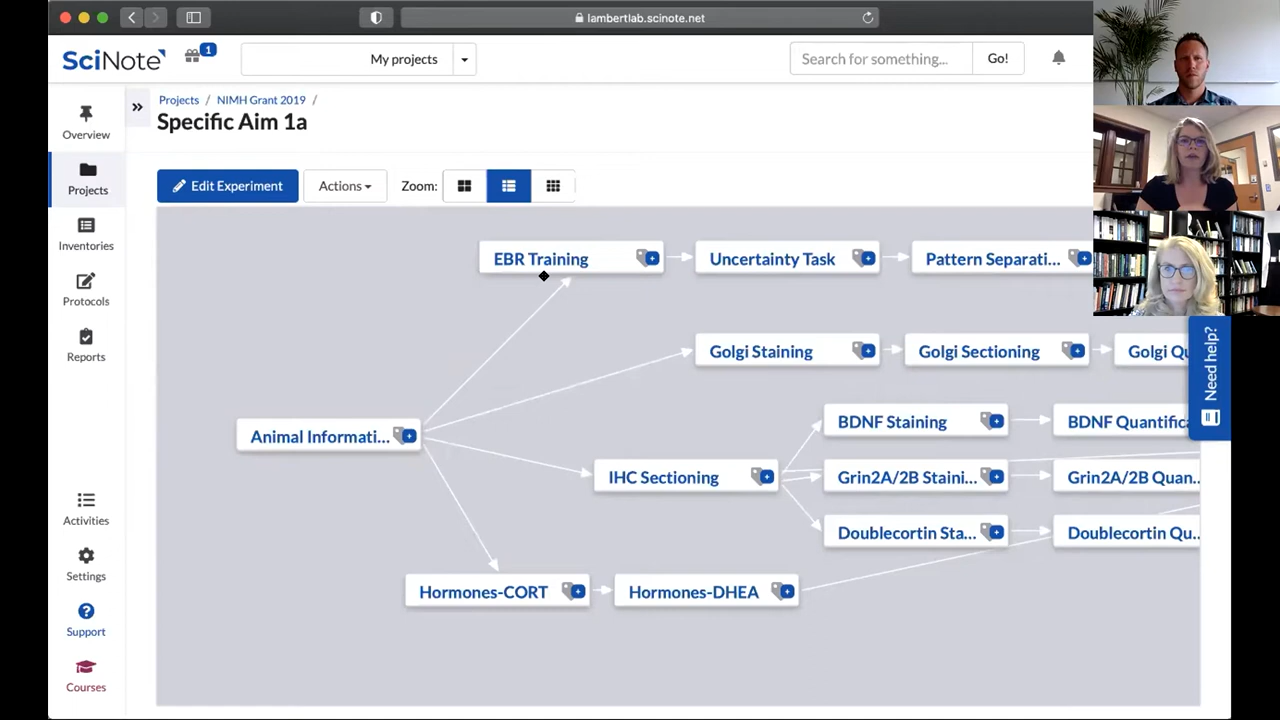 lambertlab.scinote.net
SciNote
1
My projects
Search for something...
Go!
Projects / NIMH Grant 2019 /
Specific Aim 1a
Overview
Projects
Inventories
Protocols
Reports
Activities
Settings
Support
Courses
Edit Experiment
Actions
Zoom:
EBR Training
Uncertainty Task
Pattern Separati...
Golgi Staining
Golgi Sectioning
Golgi Qu
Animal Informati...
BDNF Staining
BDNF Quantifica
IHC Sectioning
Grin2A/2B Staini...
Grin2A/2B Quan...
Doublecortin Sta...
Doublecortin Qu...
Hormones-CORT
Hormones-DHEA
Need help?